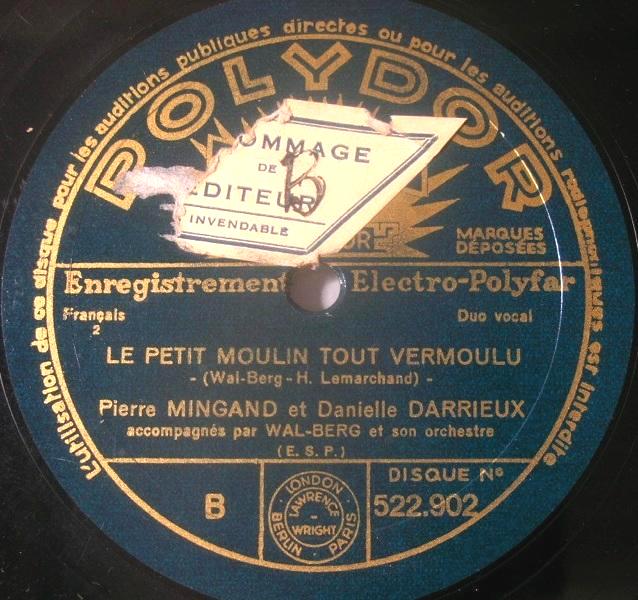 L'utilisation de ce disque pour les auditions publiques directes ou pour les auditions radiophoniques est interdite
POLYDOR
HOMMAGE
DE
L'ÉDITEUR
B
INVENDABLE
MARQUES
DÉPOSÉES
Enregistrement Electro-Polyfar
Français
2
Duo vocal
LE PETIT MOULIN TOUT VERMOULU
- (Wal-Berg - H. Lemarchand) -
Pierre MINGAND et Danielle DARRIEUX
accompagnés par WAL-BERG et son orchestre
(E.S.P.)
B
LONDON
LAWRENCE
-
WRIGHT
BERLIN · PARIS
DISQUE Nº
522.902